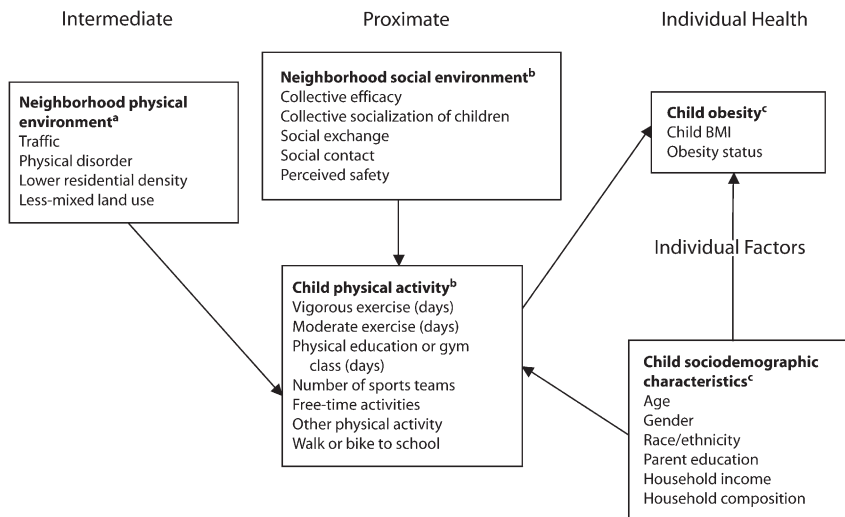 Intermediate
Proximate
Individual Health
Neighborhood physical
environmentᵃ
Traffic
Physical disorder
Lower residential density
Less-mixed land use
Neighborhood social environmentᵇ
Collective efficacy
Collective socialization of children
Social exchange
Social contact
Perceived safety
Child obesityᶜ
Child BMI
Obesity status
Individual Factors
Child physical activityᵇ
Vigorous exercise (days)
Moderate exercise (days)
Physical education or gym
class (days)
Number of sports teams
Free-time activities
Other physical activity
Walk or bike to school
Child sociodemographic
characteristicsᶜ
Age
Gender
Race/ethnicity
Parent education
Household income
Household composition